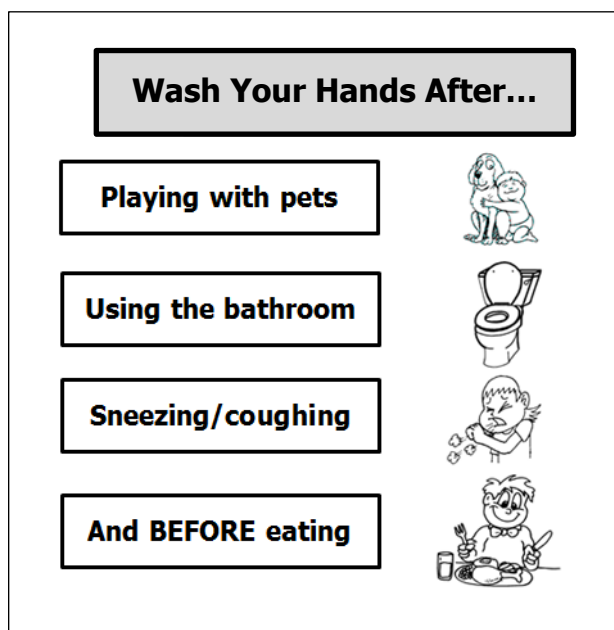 Wash Your Hands After...
Playing with pets
Using the bathroom
Sneezing/coughing
And BEFORE eating